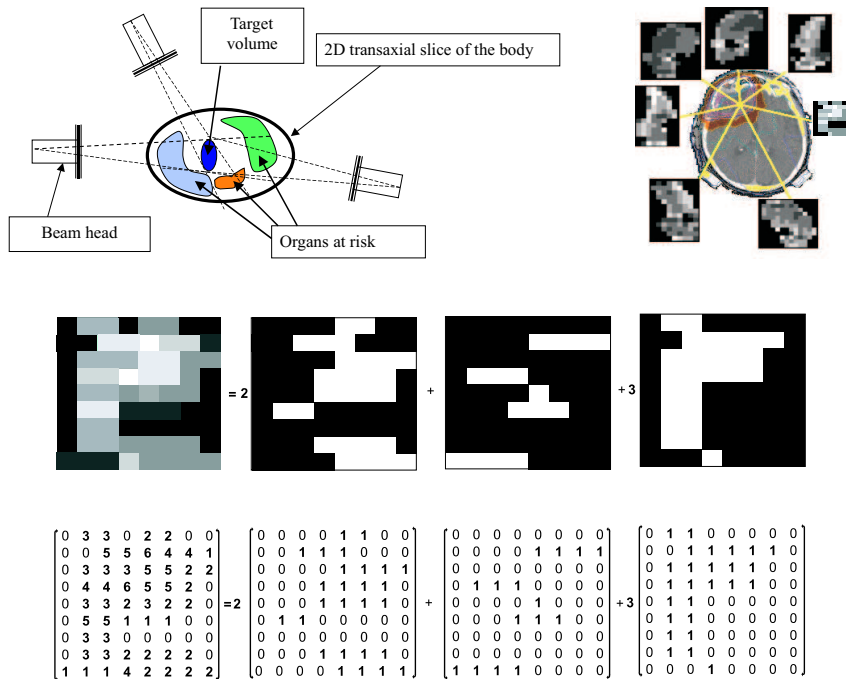 Target
volume
2D transaxial slice of the body
Beam head
Organs at risk
= 2 + + 3
0 3 3 0 2 2 0 0 0 0 0 0 1 1 0 0 0 0 0 0 0 0 0 0 0 1 1 0 0 0 0 0
0 0 5 5 6 4 4 1 0 0 1 1 1 0 0 0 0 0 0 0 1 1 1 1 0 0 1 1 1 1 1 0
0 3 3 3 5 5 2 2 0 0 0 0 1 1 1 1 0 0 0 0 0 0 0 0 0 1 1 1 1 1 0 0
0 4 4 6 5 5 2 0 0 0 0 1 1 1 1 0 0 1 1 1 0 0 0 0 0 1 1 1 1 1 0 0
0 3 3 2 3 2 2 0 =2 0 0 0 1 1 1 1 0 + 0 0 0 0 1 0 0 0 +3 0 1 1 0 0 0 0 0
0 5 5 1 1 1 0 0 0 1 1 0 0 0 0 0 0 0 0 1 1 1 0 0 0 1 1 0 0 0 0 0
0 3 3 0 0 0 0 0 0 0 0 0 0 0 0 0 0 0 0 0 0 0 0 0 0 1 1 0 0 0 0 0
0 3 3 2 2 2 2 0 0 0 0 1 1 1 1 0 0 0 0 0 0 0 0 0 0 1 1 0 0 0 0 0
1 1 1 4 2 2 2 2 0 0 0 0 1 1 1 1 1 1 1 1 0 0 0 0 0 0 0 1 0 0 0 0